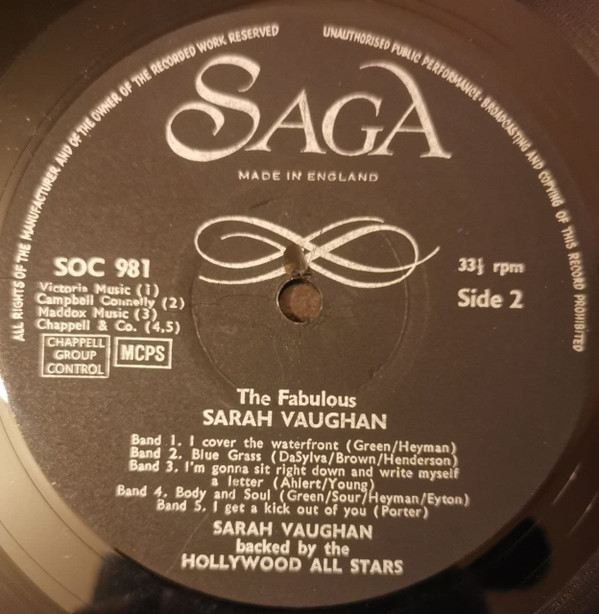 ALL RIGHTS OF THE MANUFACTURER AND OF THE OWNER OF THE RECORDED WORK RESERVED
UNAUTHORISED PUBLIC PERFORMANCE · BROADCASTING AND COPYING OF THIS RECORD PROHIBITED
SAGA
MADE IN ENGLAND
SOC 981
Victoria Music (1)
Campbell Connelly (2)
Maddox Music (3)
Chappell & Co. (4,5)
CHAPPELL
GROUP
CONTROL
MCPS
33⅓ rpm
Side 2
The Fabulous
SARAH VAUGHAN
Band 1. I cover the waterfront (Green/Heyman)
Band 2. Blue Grass (DaSylva/Brown/Henderson)
Band 3. I'm gonna sit right down and write myself
a letter (Ahlert/Young)
Band 4. Body and Soul (Green/Sour/Heyman/Eyton)
Band 5. I get a kick out of you (Porter)
SARAH VAUGHAN
backed by the
HOLLYWOOD ALL STARS